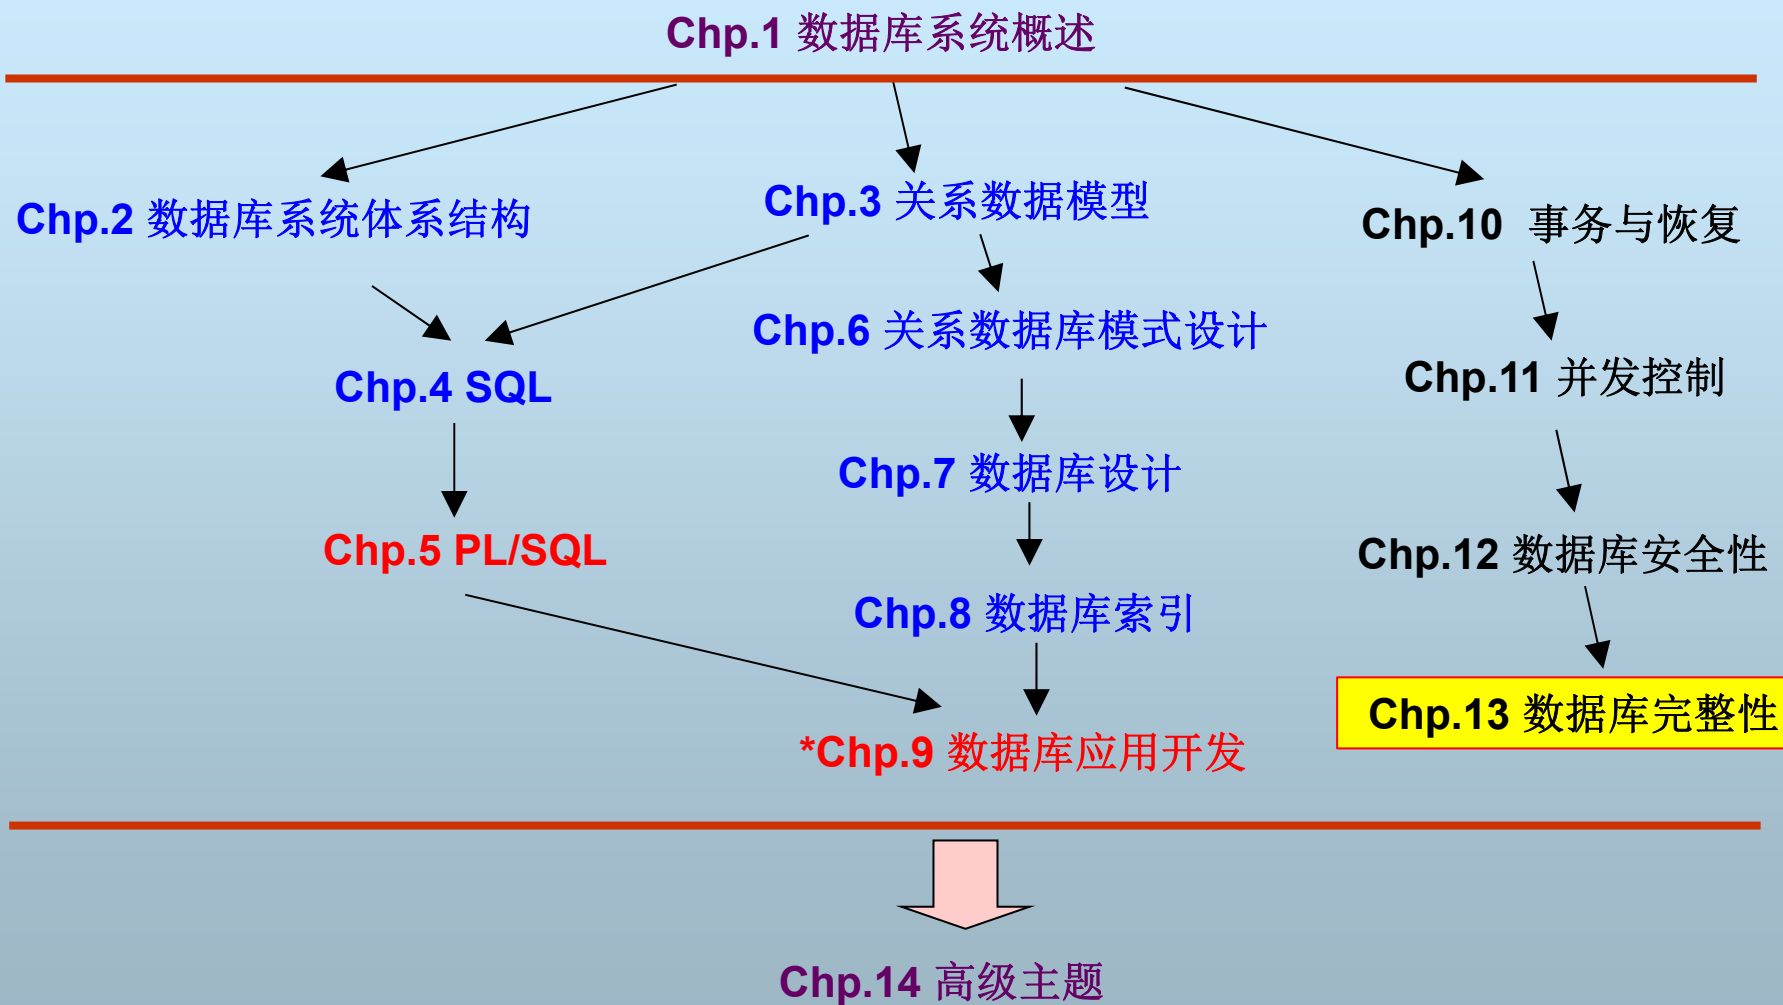 Chp.1 数据库系统概述
Chp.2 数据库系统体系结构
Chp.3 关系数据模型
Chp.10 事务与恢复
Chp.6 关系数据库模式设计
Chp.4 SQL
Chp.11 并发控制
Chp.7 数据库设计
Chp.5 PL/SQL
Chp.12 数据库安全性
Chp.8 数据库索引
Chp.13 数据库完整性
*Chp.9 数据库应用开发
Chp.14 高级主题